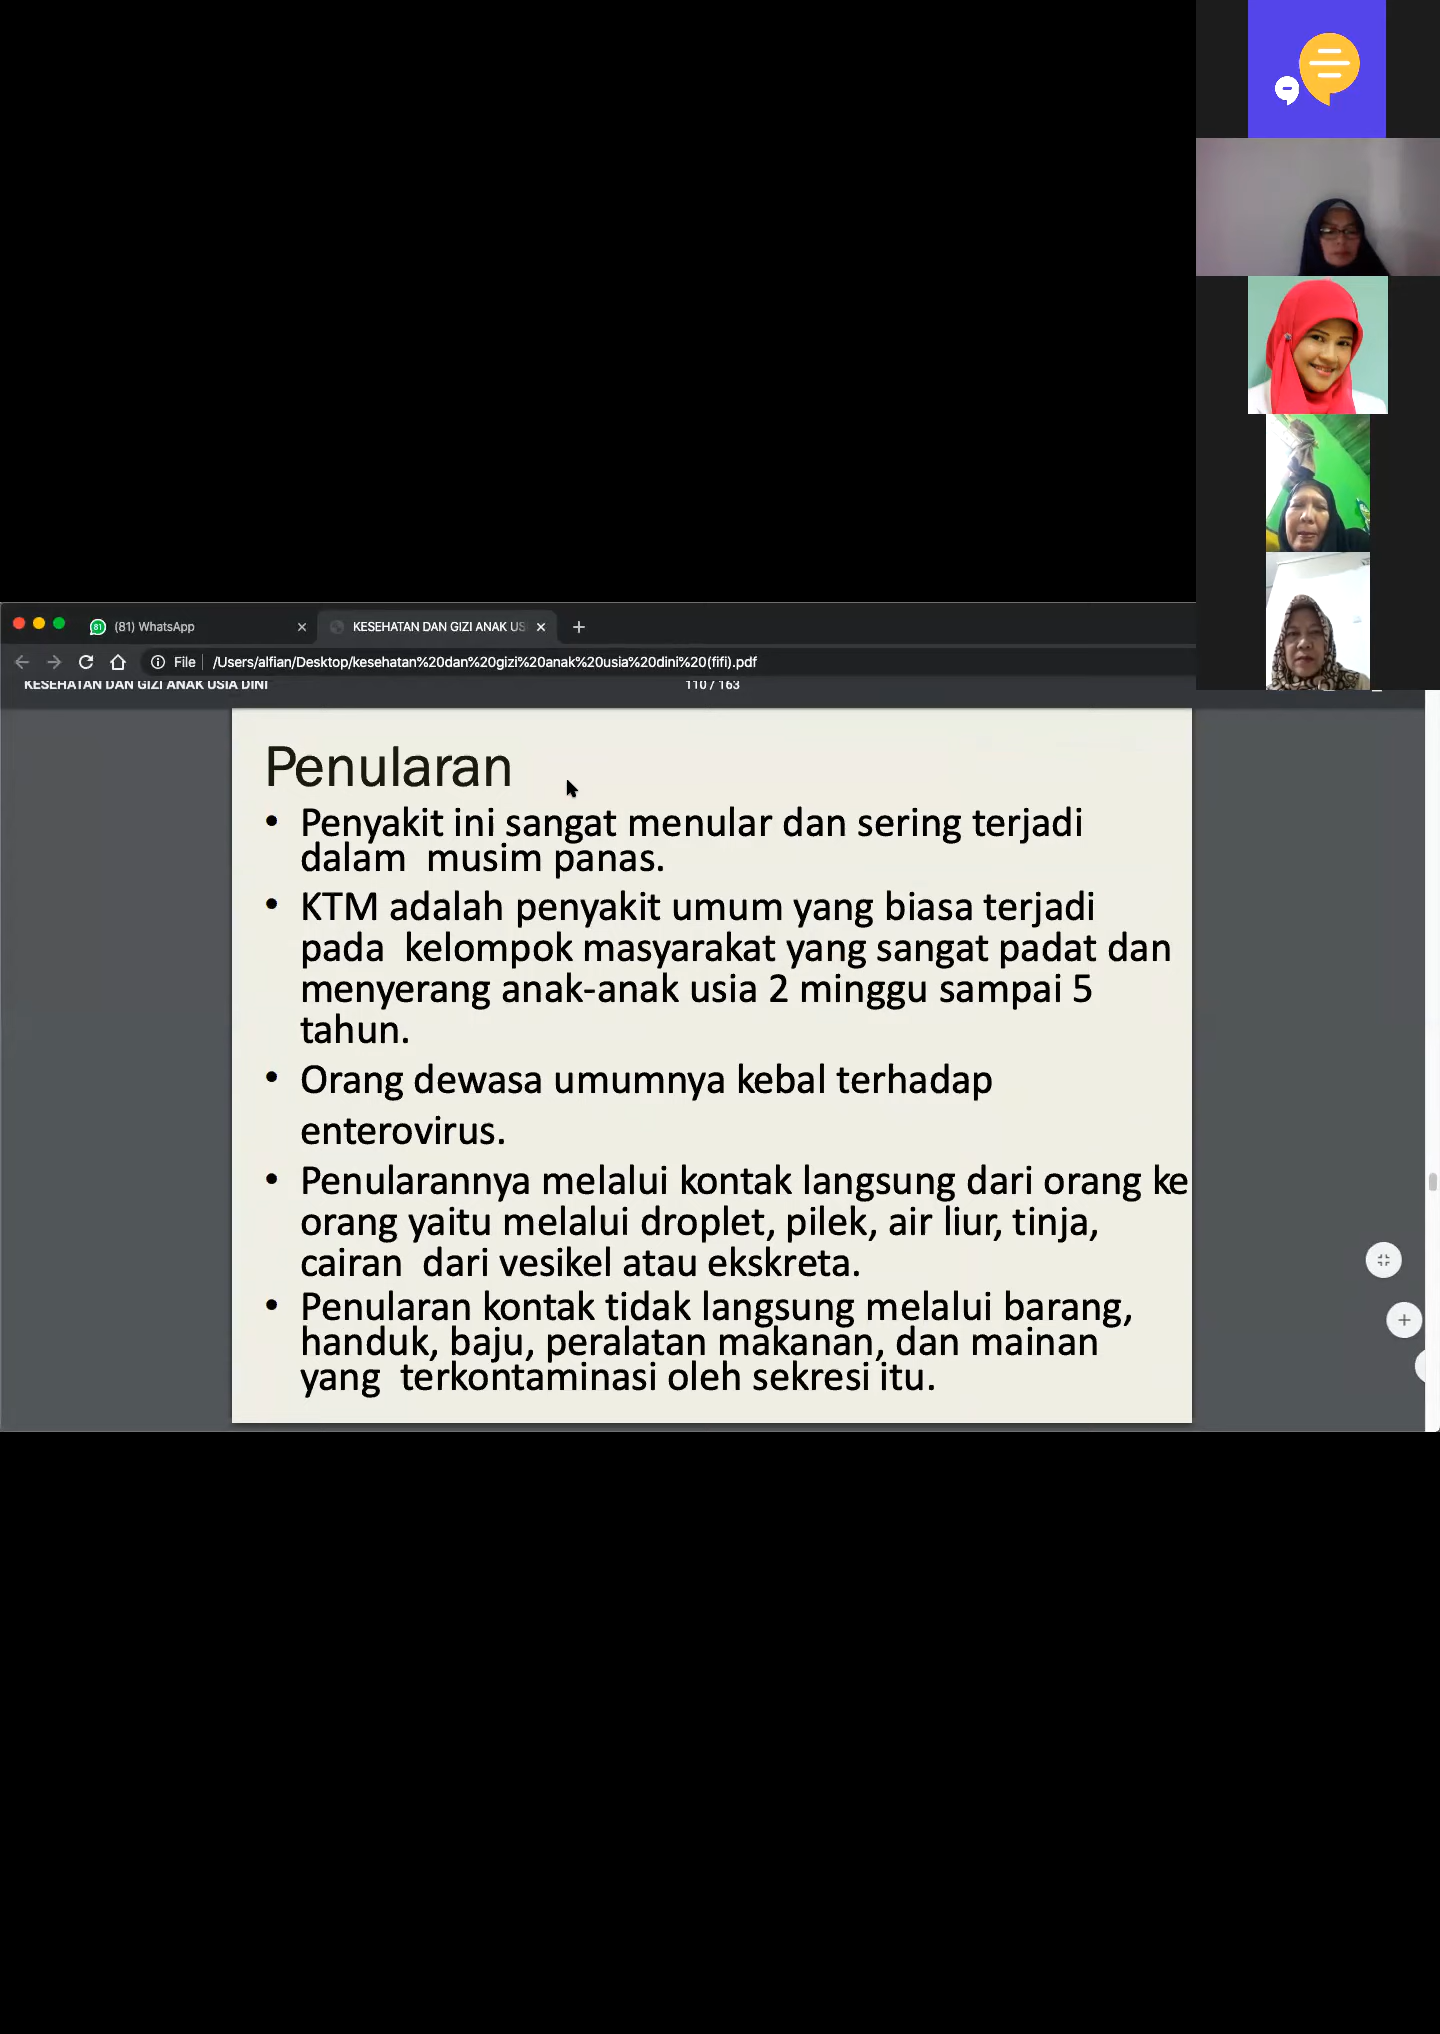 (81) WhatsApp
KESEHATAN DAN GIZI ANAK US
File
/Users/alfian/Desktop/kesehatan%20dan%20gizi%20anak%20usia%20dini%20(fifi).pdf
KESEHATAN DAN GIZI ANAK USIA DINI
110 / 163
Penularan
• Penyakit ini sangat menular dan sering terjadi
dalam musim panas.
• KTM adalah penyakit umum yang biasa terjadi
pada kelompok masyarakat yang sangat padat dan
menyerang anak-anak usia 2 minggu sampai 5
tahun.
• Orang dewasa umumnya kebal terhadap
enterovirus.
• Penularannya melalui kontak langsung dari orang ke
orang yaitu melalui droplet, pilek, air liur, tinja,
cairan dari vesikel atau ekskreta.
• Penularan kontak tidak langsung melalui barang,
handuk, baju, peralatan makanan, dan mainan
yang terkontaminasi oleh sekresi itu.